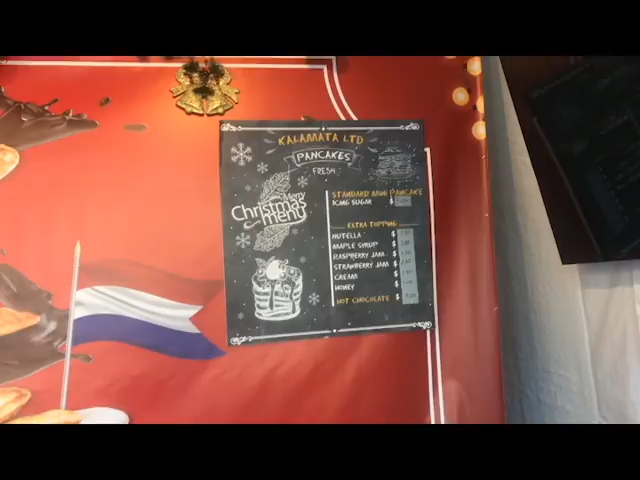 KALAMATA LTD
PANCAKES
FRESH
Merry
Christmas
menu
STANDARD MINI PANCAKE
ICING SUGAR $
EXTRA TOPPING
NUTELLA $
MAPLE SYRUP $
RASPBERRY JAM $
STRAWBERRY JAM $
CREAM $
HONEY $
HOT CHOCOLATE $